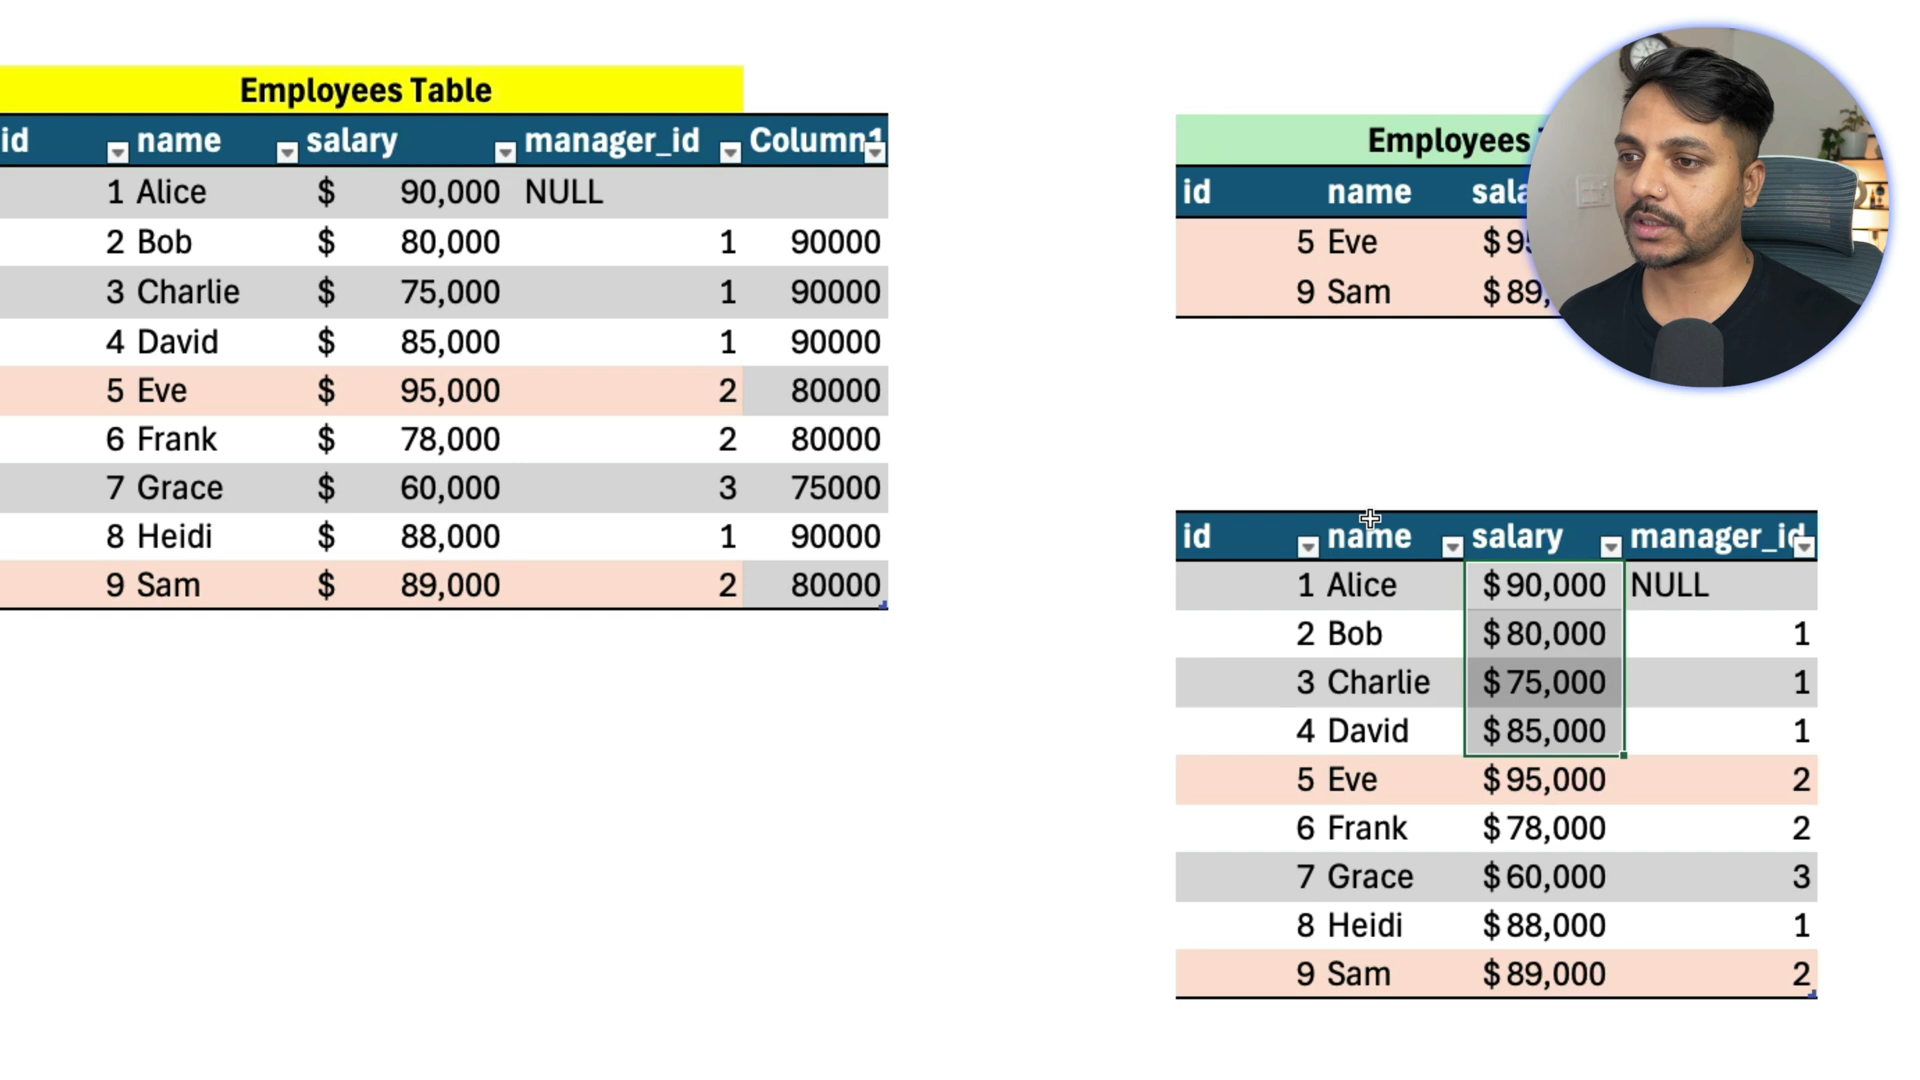 Employees Table
id name salary manager_id Column1
1 Alice $ 90,000 NULL
2 Bob $ 80,000 1 90000
3 Charlie $ 75,000 1 90000
4 David $ 85,000 1 90000
5 Eve $ 95,000 2 80000
6 Frank $ 78,000 2 80000
7 Grace $ 60,000 3 75000
8 Heidi $ 88,000 1 90000
9 Sam $ 89,000 2 80000
Employees
id name
5 Eve
9 Sam $ 89,
id name salary manager_id
1 Alice $ 90,000 NULL
2 Bob $ 80,000 1
3 Charlie $ 75,000 1
4 David $ 85,000 1
5 Eve $ 95,000 2
6 Frank $ 78,000 2
7 Grace $ 60,000 3
8 Heidi $ 88,000 1
9 Sam $ 89,000 2